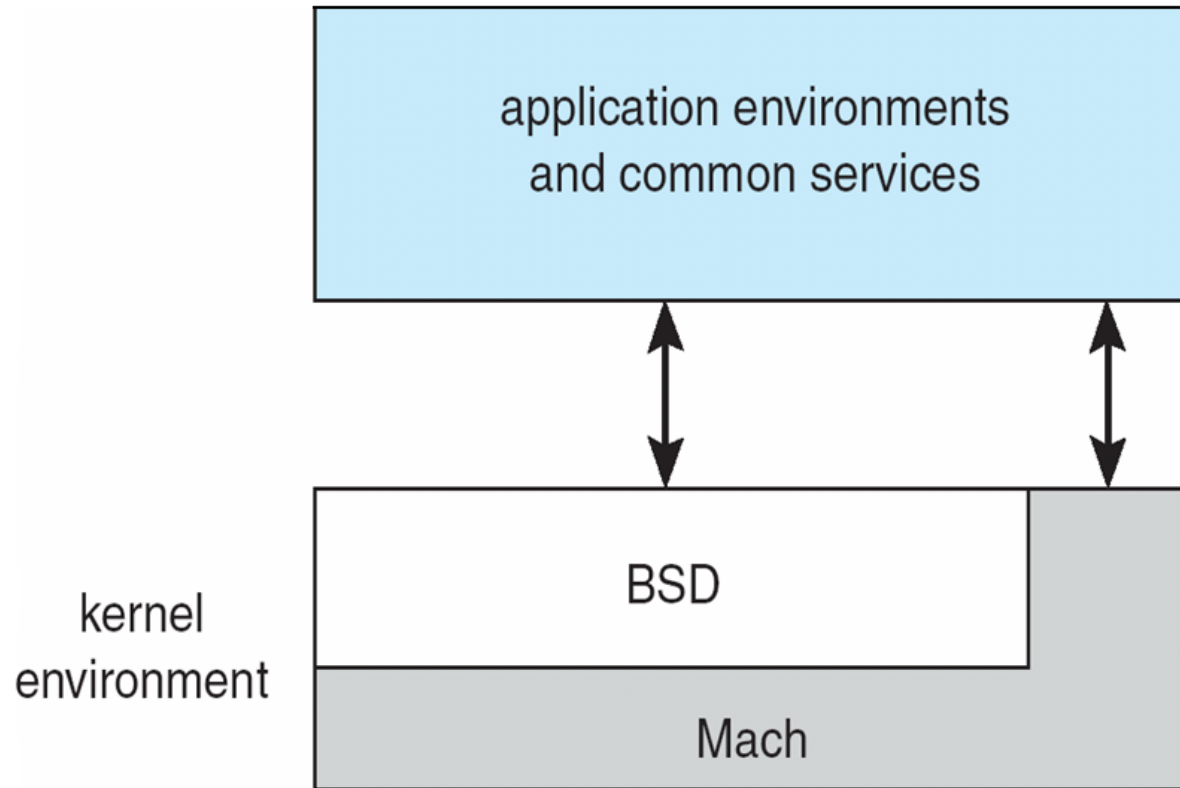 application environments
and common services
BSD
kernel
environment
Mach